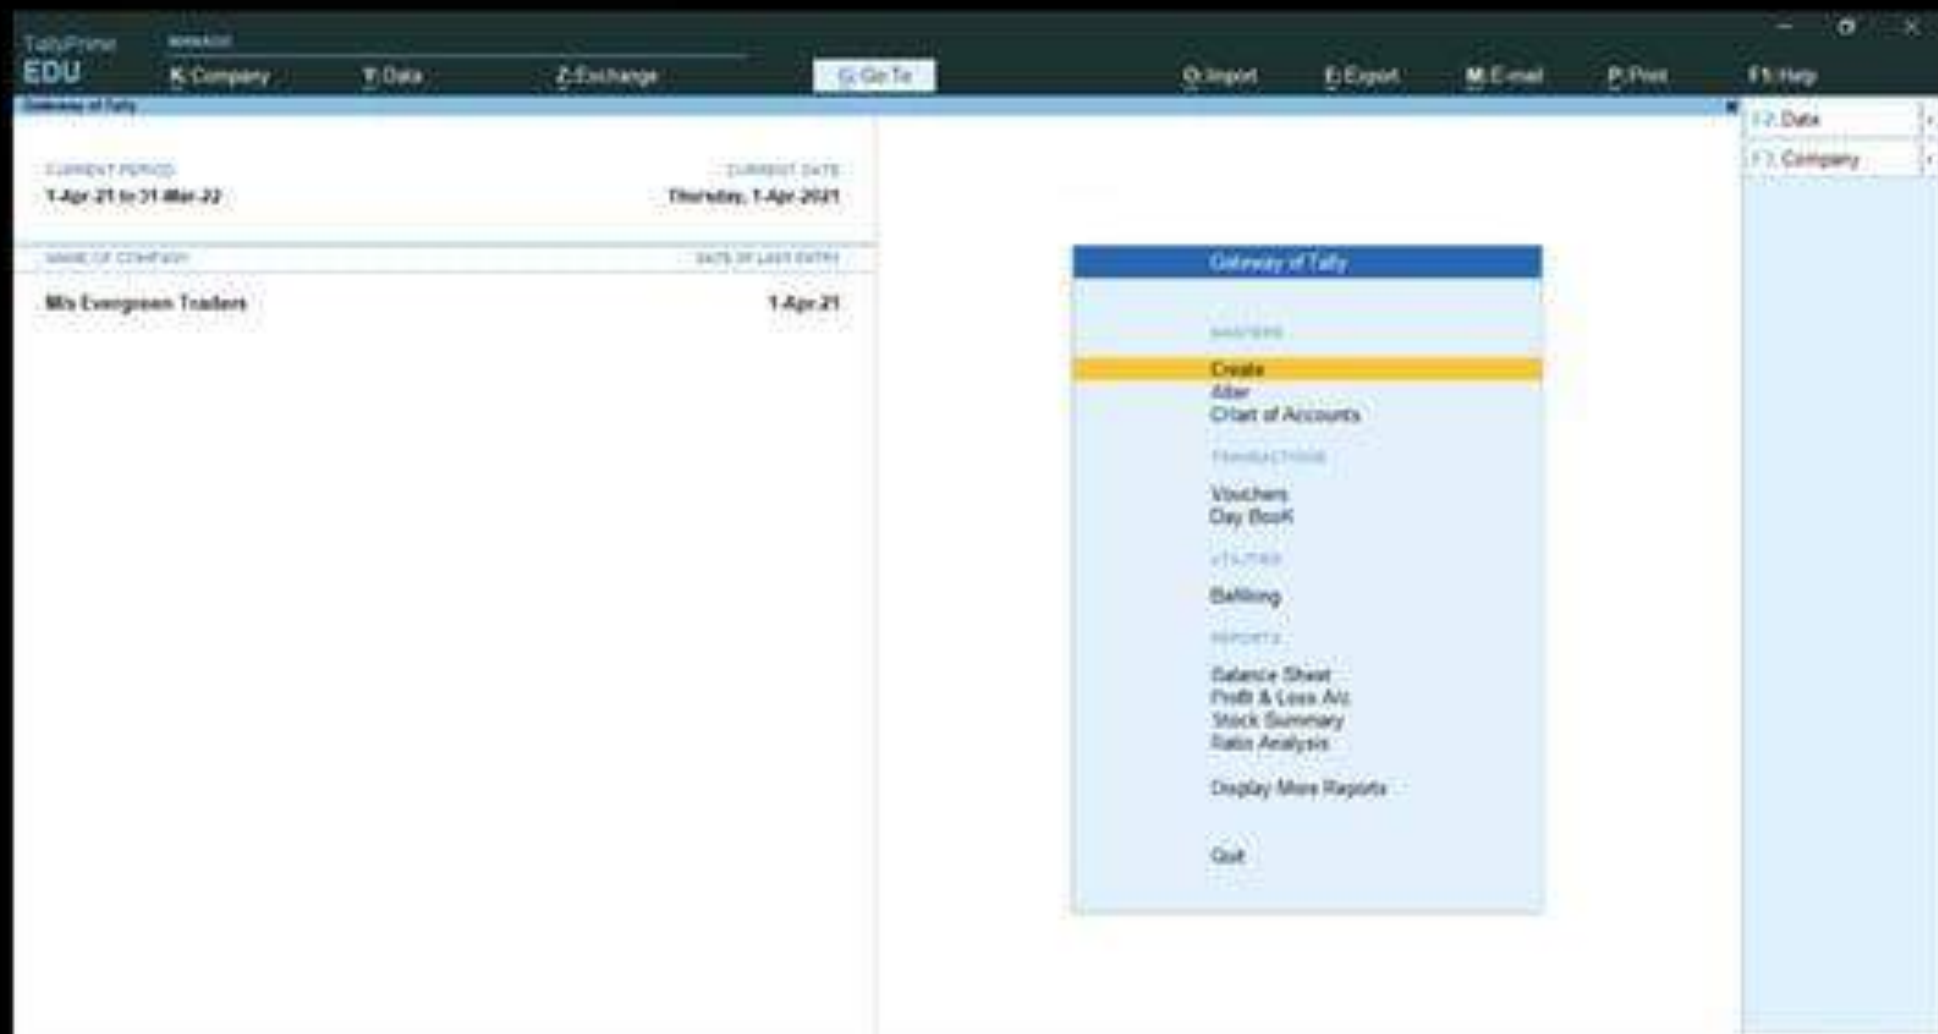 TallyPrime
EDU
MANAGE
K:Company
Y:Data
Z:Exchange
G:Go To
O:Import
E:Export
M:E-mail
P:Print
F1:Help
Gateway of Tally
F2:Date
F3:Company
CURRENT PERIOD
CURRENT DATE
1-Apr-21 to 31-Mar-22
Thursday, 1-Apr-2021
NAME OF COMPANY
DATE OF LAST ENTRY
M/s Evergreen Traders
1-Apr-21
Gateway of Tally
MASTERS
Create
Alter
CHart of Accounts
TRANSACTIONS
Vouchers
Day BooK
UTILITIES
BaNking
REPORTS
Balance Sheet
Profit & Loss A/c
Stock Summary
Ratio Analysis
Display More Reports
Quit